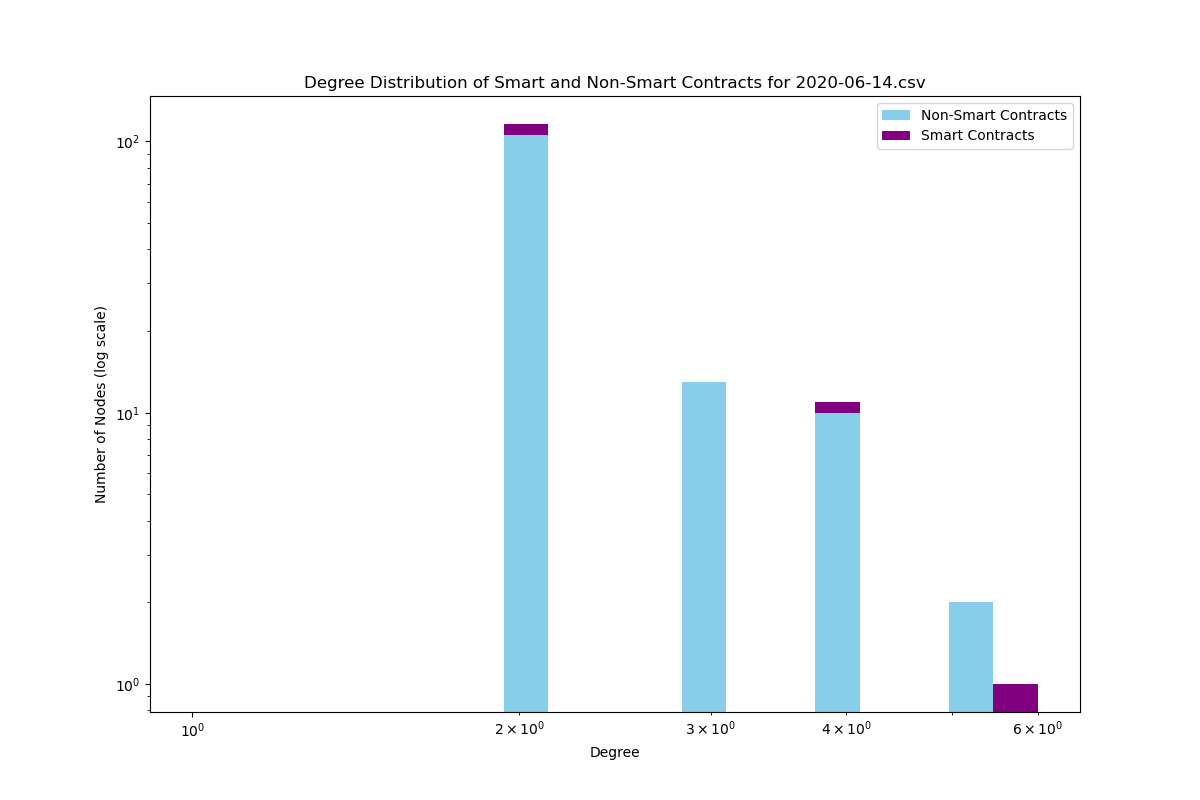 Degree Distribution of Smart and Non-Smart Contracts for 2020-06-14.csv
Non-Smart Contracts
Smart Contracts
Number of Nodes (log scale)
10²
10¹
10⁰
10⁰ 2 × 10⁰ 3 × 10⁰ 4 × 10⁰ 6 × 10⁰
Degree